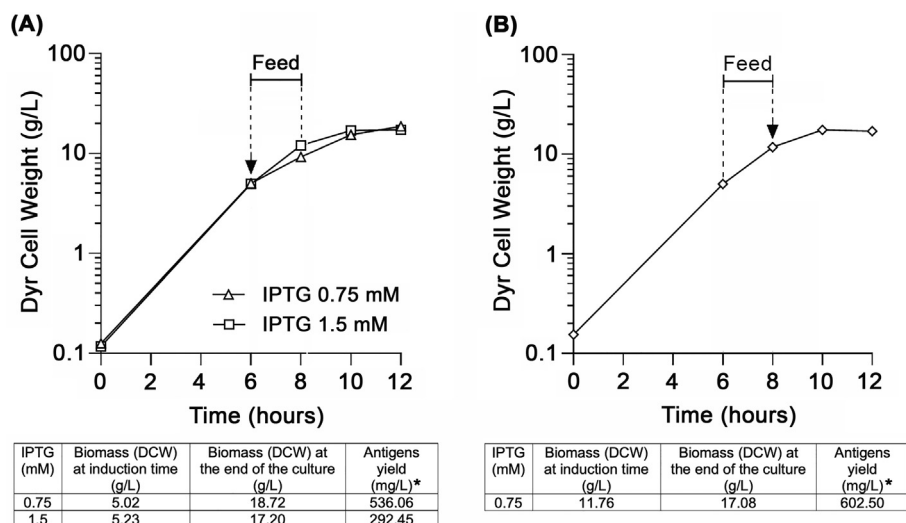 (A)
100
10
1
0.1
Dyr Cell Weight (g/L)
Feed
IPTG 0.75 mM
IPTG 1.5 mM
0 2 4 6 8 10 12
Time (hours)
IPTG (mM) Biomass (DCW) at induction time (g/L) Biomass (DCW) at the end of the culture (g/L) Antigens yield (mg/L)*
0.75 5.02 18.72 536.06
1.5 5.23 17.20 292.45
(B)
100
10
1
0.1
Dyr Cell Weight (g/L)
Feed
0 2 4 6 8 10 12
Time (hours)
IPTG (mM) Biomass (DCW) at induction time (g/L) Biomass (DCW) at the end of the culture (g/L) Antigens yield (mg/L)*
0.75 11.76 17.08 602.50